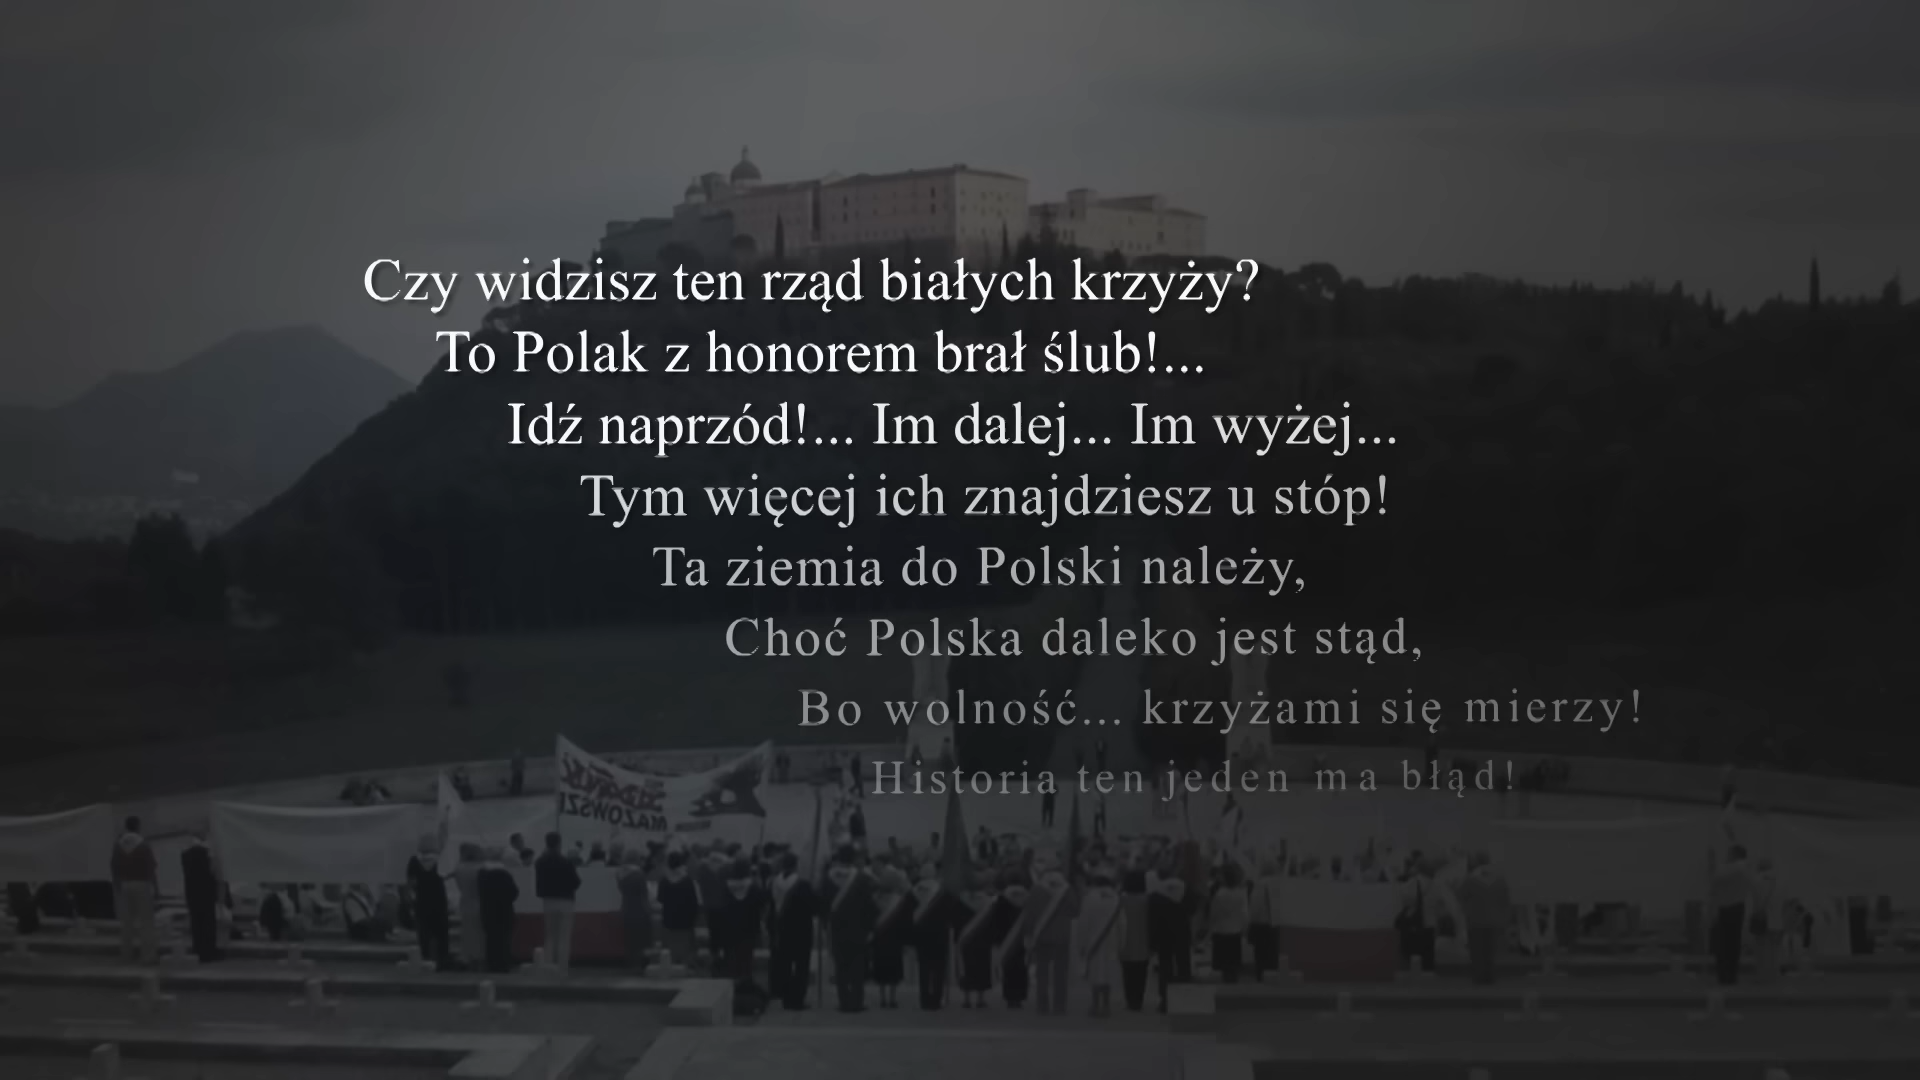 Czy widzisz ten rząd białych krzyży?
To Polak z honorem brał ślub!...
Idź naprzód!... Im dalej... Im wyżej...
Tym więcej ich znajdziesz u stóp!
Ta ziemia do Polski należy,
Choć Polska daleko jest stąd,
Bo wolność... krzyżami się mierzy!
Historia ten jeden ma błąd!
MAZOWSZE